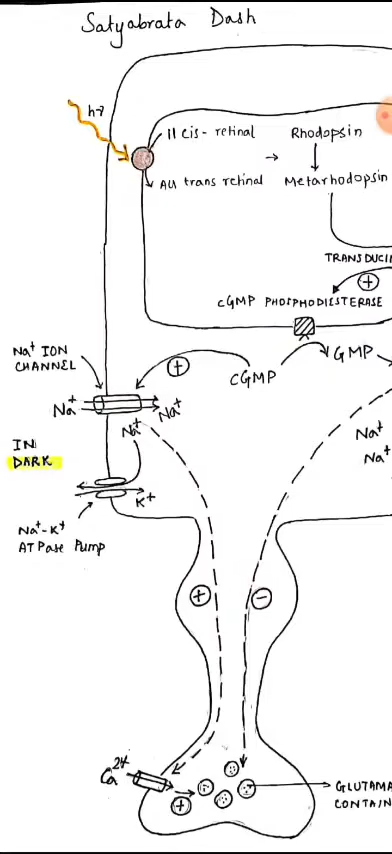 Satyabrata Dash
hν
11 cis- retinal → Rhodopsin
All trans retinal Metarhodopsin
TRANSDUCI
+
cGMP PHOSPHODIESTERASE
Na+ ION
CHANNEL
+
cGMP
GMP
Na+ Na+
Na+
Na+
Na+
IN
DARK
K+
Na+-K+
ATPase Pump
+ −
Ca2+
+
GLUTAMA
CONTAIN